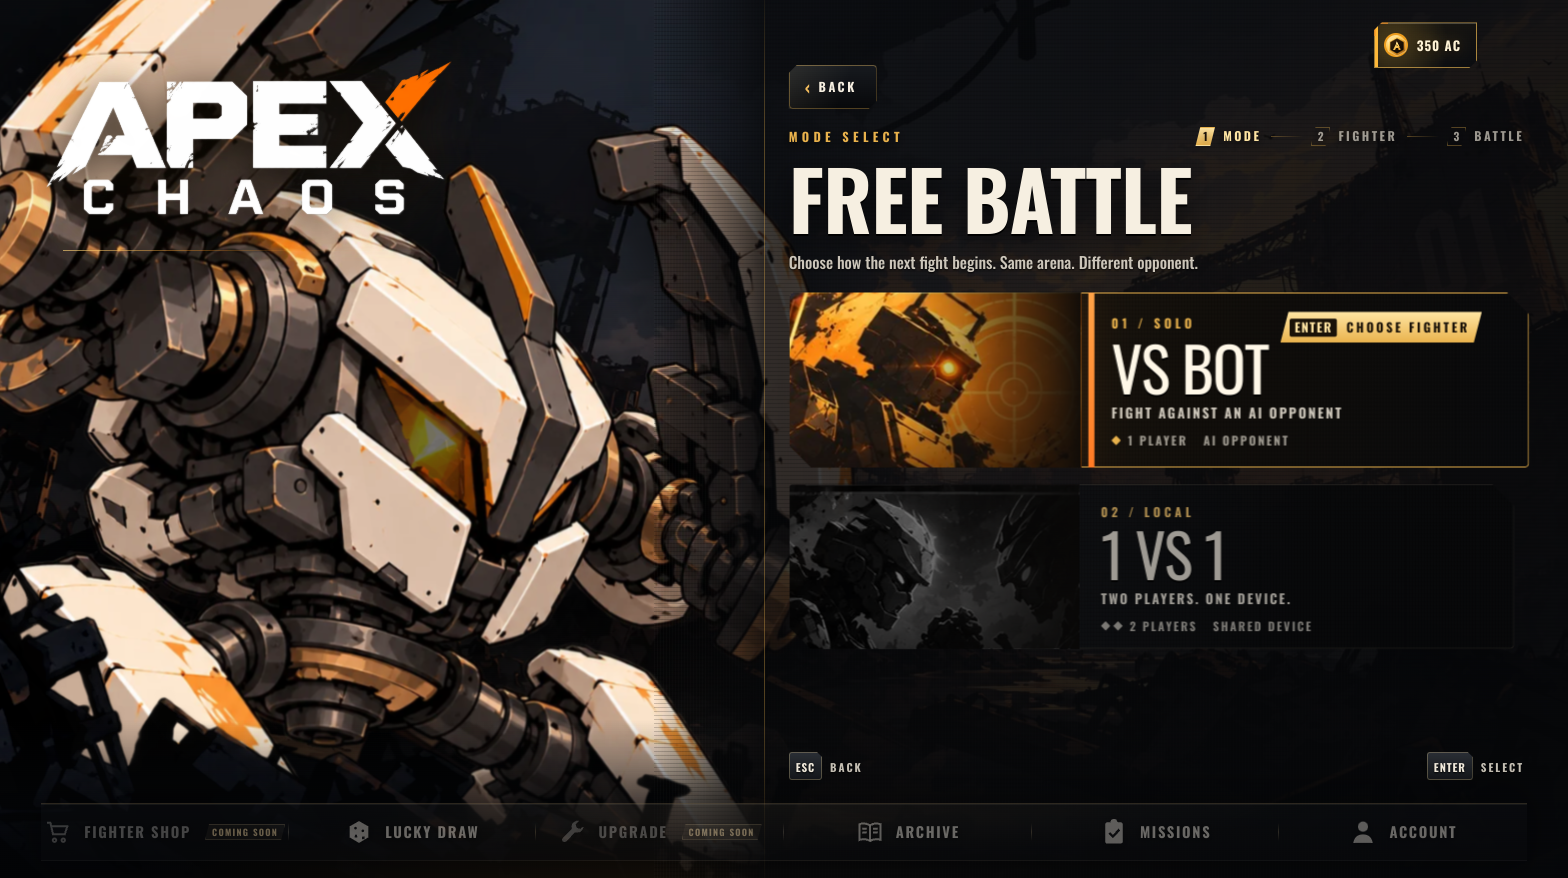 APEX
CHAOS
350 AC
‹ BACK
MODE SELECT
1 MODE
2 FIGHTER
3 BATTLE
FREE BATTLE
Choose how the next fight begins. Same arena. Different opponent.
01 / SOLO
ENTER CHOOSE FIGHTER
VS BOT
FIGHT AGAINST AN AI OPPONENT
1 PLAYER AI OPPONENT
02 / LOCAL
1 VS 1
TWO PLAYERS. ONE DEVICE.
2 PLAYERS SHARED DEVICE
ESC BACK
ENTER SELECT
FIGHTER SHOP COMING SOON
LUCKY DRAW
UPGRADE COMING SOON
ARCHIVE
MISSIONS
ACCOUNT